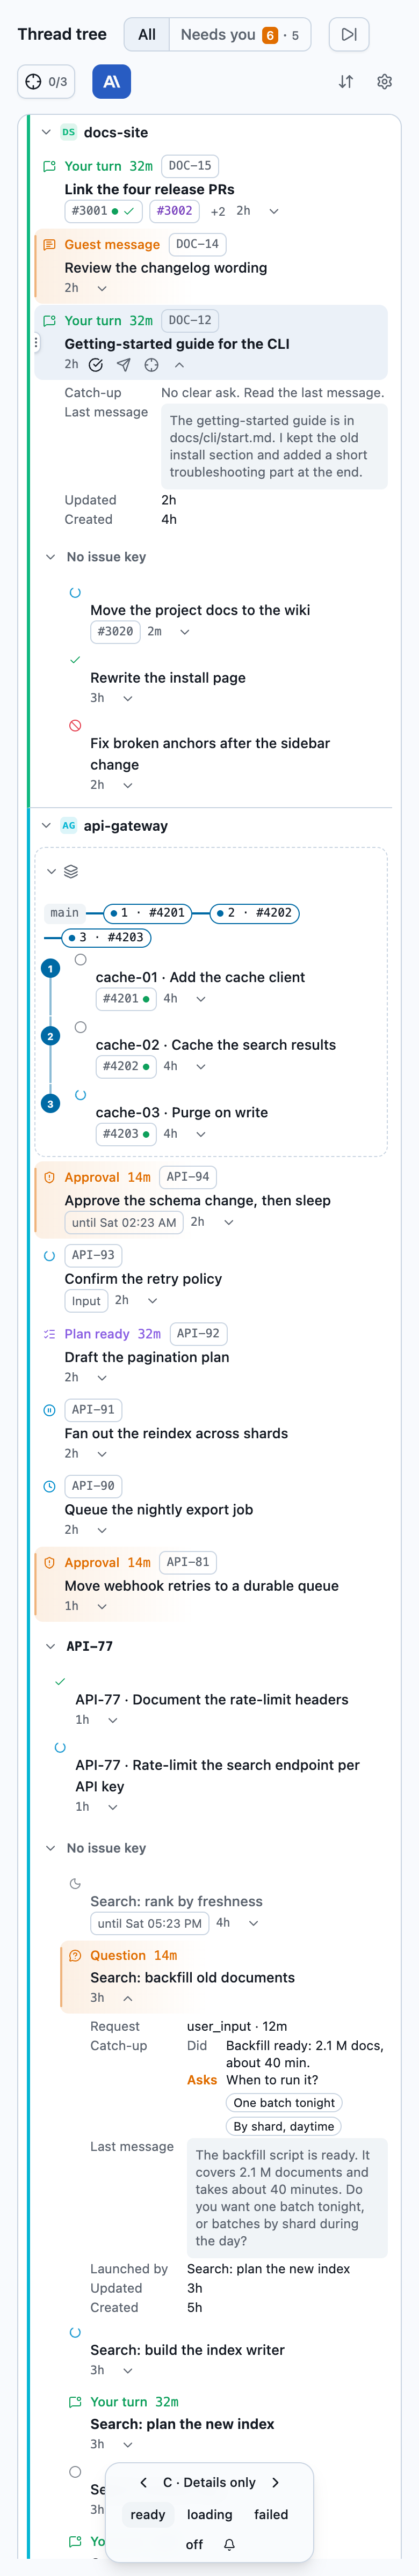 Thread tree
All
Needs you 6 · 5
0/3
A\
DS docs-site
Your turn 32m DOC-15
Link the four release PRs
#3001 #3002 +2 2h
Guest message DOC-14
Review the changelog wording
2h
Your turn 32m DOC-12
Getting-started guide for the CLI
2h
Catch-up No clear ask. Read the last message.
Last message
The getting-started guide is in
docs/cli/start.md. I kept the old
install section and added a short
troubleshooting part at the end.
Updated 2h
Created 4h
No issue key
Move the project docs to the wiki
#3020 2m
Rewrite the install page
3h
Fix broken anchors after the sidebar
change
2h
AG api-gateway
main 1 · #4201 2 · #4202
3 · #4203
1
cache-01 · Add the cache client
#4201 4h
2
cache-02 · Cache the search results
#4202 4h
3
cache-03 · Purge on write
#4203 4h
Approval 14m API-94
Approve the schema change, then sleep
until Sat 02:23 AM 2h
API-93
Confirm the retry policy
Input 2h
Plan ready 32m API-92
Draft the pagination plan
2h
API-91
Fan out the reindex across shards
2h
API-90
Queue the nightly export job
2h
Approval 14m API-81
Move webhook retries to a durable queue
1h
API-77
API-77 · Document the rate-limit headers
1h
API-77 · Rate-limit the search endpoint per
API key
1h
No issue key
Search: rank by freshness
until Sat 05:23 PM 4h
Question 14m
Search: backfill old documents
3h
Request user_input · 12m
Catch-up Did Backfill ready: 2.1 M docs,
about 40 min.
Asks When to run it?
One batch tonight
By shard, daytime
Last message
The backfill script is ready. It
covers 2.1 M documents and
takes about 40 minutes. Do
you want one batch tonight,
or batches by shard during
the day?
Launched by Search: plan the new index
Updated 3h
Created 5h
Search: build the index writer
3h
Your turn 32m
Search: plan the new index
3h
C · Details only
ready loading failed
3h
off